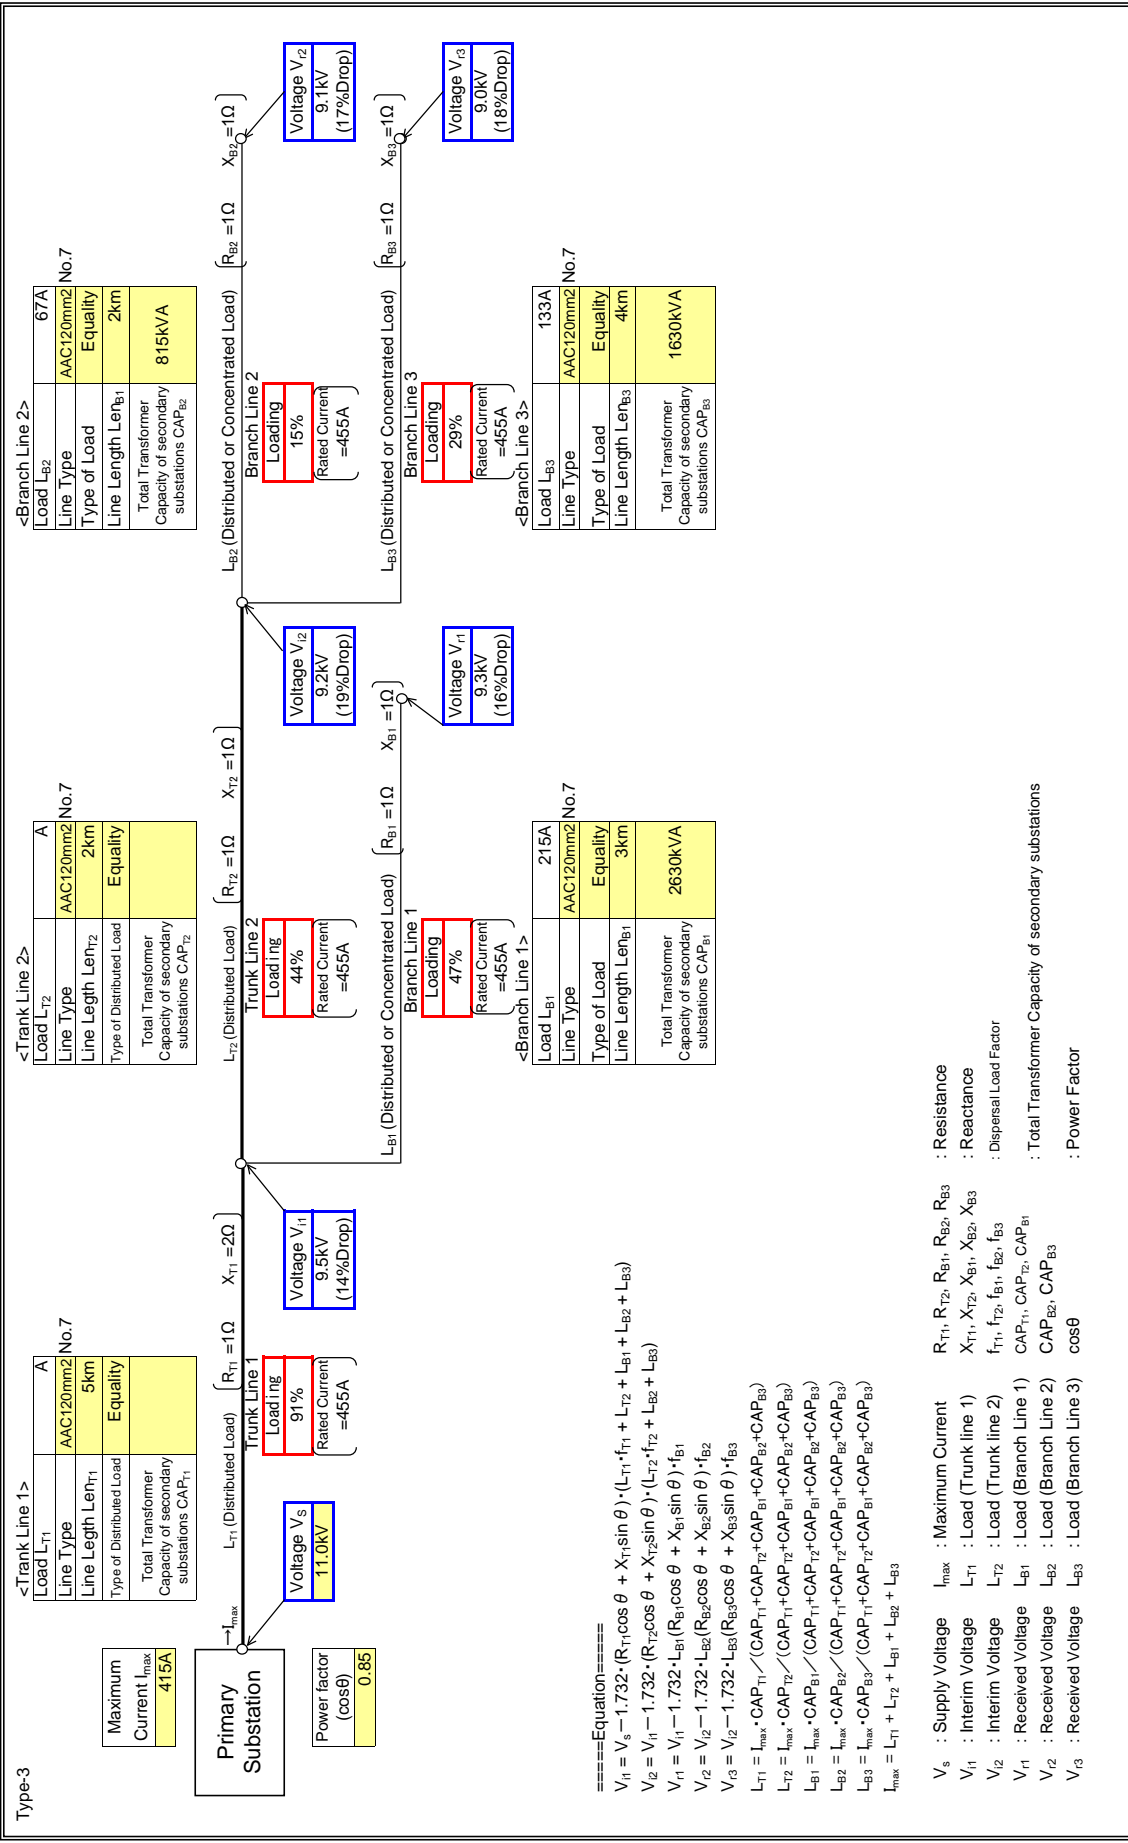 Type-3
Maximum
Current Imax
415A
Primary
Substation
Power factor
(cosθ)
0.85
→Imax
Voltage VS
11.0kV
<Trank Line 1>
Load LT1 A
Line Type AAC120mm2 No.7
Line Legth LenT1 5km
Type of Distributed Load Equality
Total Transformer
Capacity of secondary
substations CAPT1
LT1 (Distributed Load) RT1 =1Ω XT1 =2Ω
Trunk Line 1
Loading
91%
Rated Current
=455A
Voltage Vi1
9.5kV
(14%Drop)
<Trank Line 2>
Load LT2 A
Line Type AAC120mm2 No.7
Line Legth LenT2 2km
Type of Distributed Load Equality
Total Transformer
Capacity of secondary
substations CAPT2
LT2 (Distributed Load) RT2 =1Ω XT2 =1Ω
Trunk Line 2
Loading
44%
Rated Current
=455A
Voltage Vi2
9.2kV
(19%Drop)
LB1 (Distributed or Concentrated Load) RB1 =1Ω XB1 =1Ω
Branch Line 1
Loading
47%
Rated Current
=455A
Voltage Vr1
9.3kV
(16%Drop)
<Branch Line 1>
Load LB1 215A
Line Type AAC120mm2 No.7
Type of Load Equality
Line Length LenB1 3km
Total Transformer
Capacity of secondary
substations CAPB1
2630kVA
<Branch Line 2>
Load LB2 67A
Line Type AAC120mm2 No.7
Type of Load Equality
Line Length LenB1 2km
Total Transformer
Capacity of secondary
substations CAPB2
815kVA
LB2 (Distributed or Concentrated Load) RB2 =1Ω XB2 =1Ω
Branch Line 2
Loading
15%
Rated Current
=455A
Voltage Vr2
9.1kV
(17%Drop)
LB3 (Distributed or Concentrated Load) RB3 =1Ω XB3 =1Ω
Branch Line 3
Loading
29%
Rated Current
=455A
Voltage Vr3
9.0kV
(18%Drop)
<Branch Line 3>
Load LB3 133A
Line Type AAC120mm2 No.7
Type of Load Equality
Line Length LenB3 4km
Total Transformer
Capacity of secondary
substations CAPB3
1630kVA
=====Equation=====
Vi1 = Vs−1.732・(RT1cos θ + XT1sin θ)・(LT1・fT1 + LT2 + LB1 + LB2 + LB3)
Vi2 = Vi1−1.732・(RT2cos θ + XT2sin θ)・(LT2・fT2 + LB2 + LB3)
Vr1 = Vi1−1.732・LB1(RB1cos θ + XB1sin θ)・fB1
Vr2 = Vi2−1.732・LB2(RB2cos θ + XB2sin θ)・fB2
Vr3 = Vi2−1.732・LB3(RB3cos θ + XB3sin θ)・fB3
LT1 = Imax・CAPT1／(CAPT1+CAPT2+CAPB1+CAPB2+CAPB3)
LT2 = Imax・CAPT2／(CAPT1+CAPT2+CAPB1+CAPB2+CAPB3)
LB1 = Imax・CAPB1／(CAPT1+CAPT2+CAPB1+CAPB2+CAPB3)
LB2 = Imax・CAPB2／(CAPT1+CAPT2+CAPB1+CAPB2+CAPB3)
LB3 = Imax・CAPB3／(CAPT1+CAPT2+CAPB1+CAPB2+CAPB3)
Imax = LT1 + LT2 + LB1 + LB2 + LB3
Vs : Supply Voltage Imax : Maximum Current RT1, RT2, RB1, RB2, RB3 : Resistance
Vi1 : Interim Voltage LT1 : Load (Trunk line 1) XT1, XT2, XB1, XB2, XB3 : Reactance
Vi2 : Interim Voltage LT2 : Load (Trunk line 2) fT1, fT2, fB1, fB2, fB3 : Dispersal Load Factor
Vr1 : Received Voltage LB1 : Load (Branch Line 1) CAPT1, CAPT2, CAPB1 : Total Transformer Capacity of secondary substations
Vr2 : Received Voltage LB2 : Load (Branch Line 2) CAPB2, CAPB3
Vr3 : Received Voltage LB3 : Load (Branch Line 3) cosθ : Power Factor